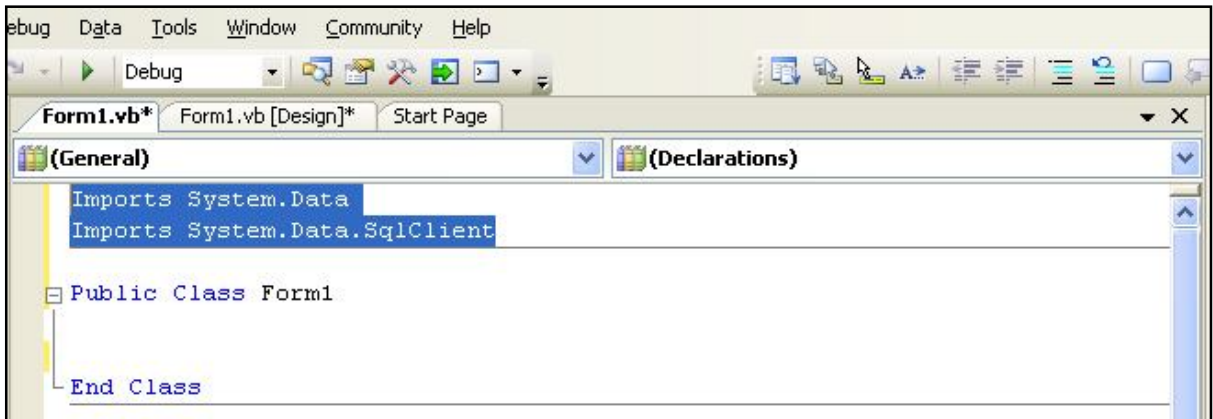 ebug Data Tools Window Community Help
Debug
Form1.vb* Form1.vb [Design]* Start Page
(General) (Declarations)
Imports System.Data
Imports System.Data.SqlClient
Public Class Form1
End Class